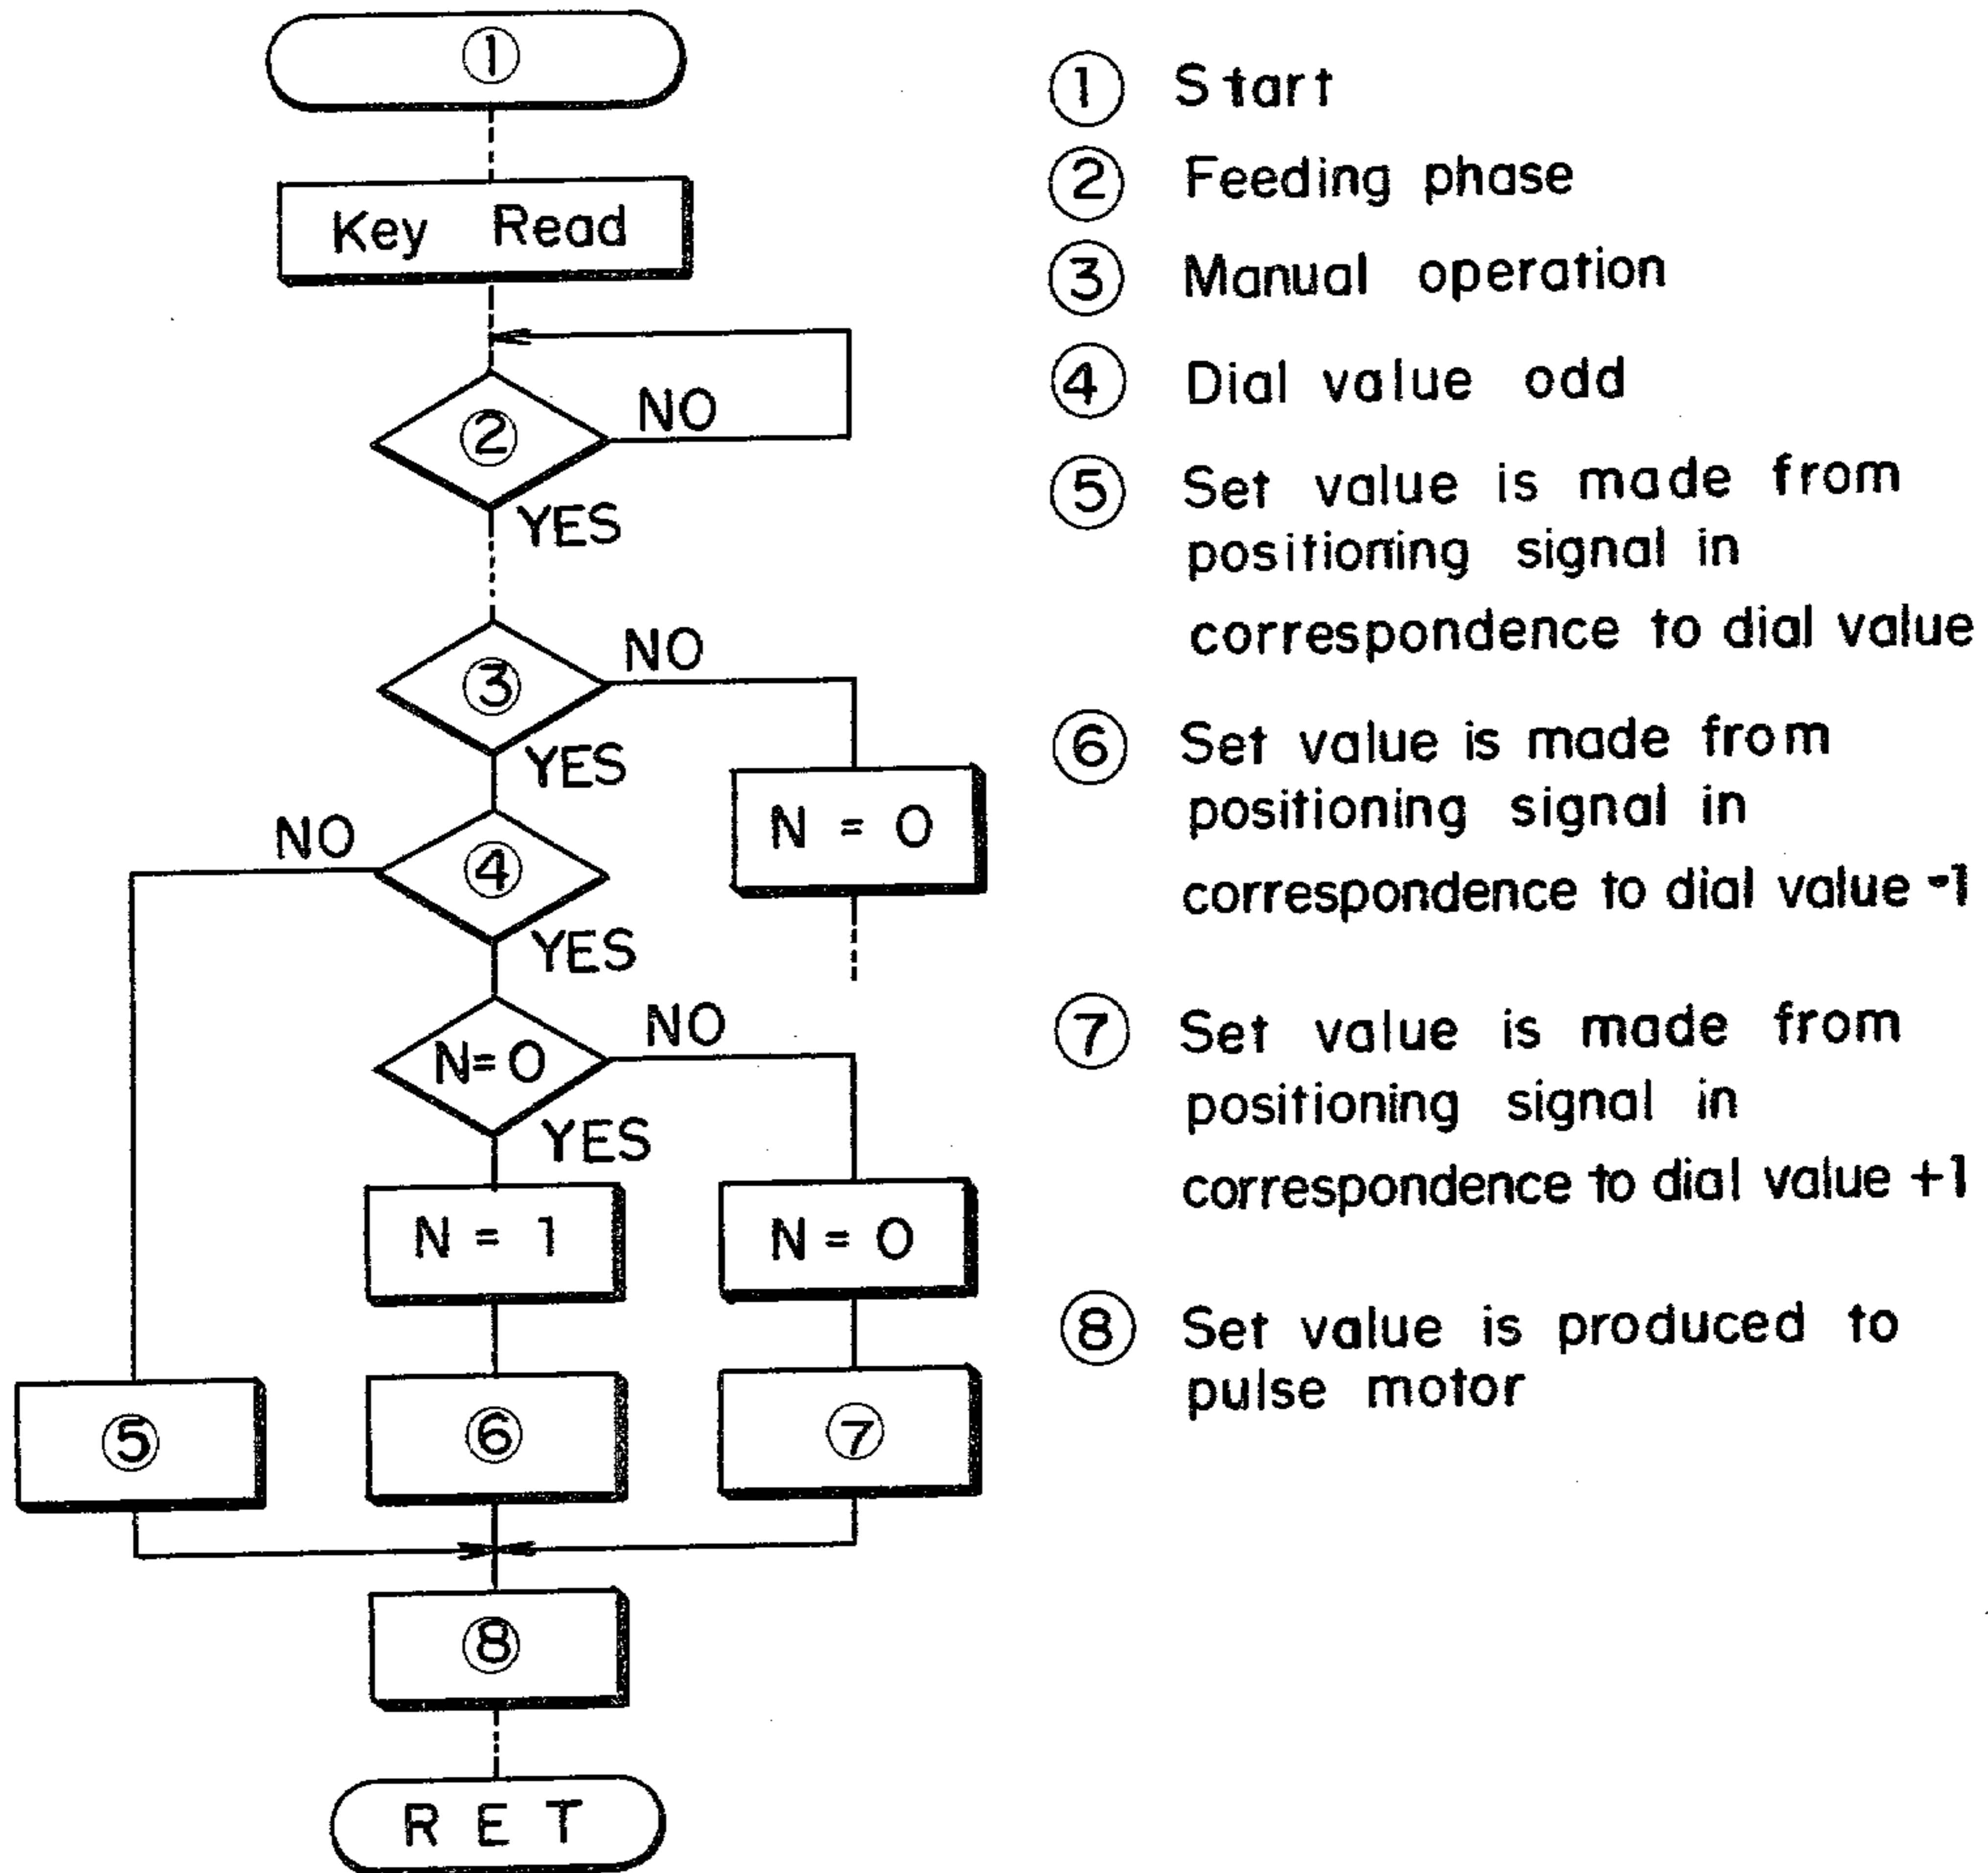 ①
Key Read
②
NO
YES
③
NO
YES
N = 0
NO
④
YES
N=0
NO
YES
N = 1
N = 0
⑤
⑥
⑦
⑧
R E T
① Start
② Feeding phase
③ Manual operation
④ Dial value odd
⑤ Set value is made from
positioning signal in
correspondence to dial value
⑥ Set value is made from
positioning signal in
correspondence to dial value -1
⑦ Set value is made from
positioning signal in
correspondence to dial value +1
⑧ Set value is produced to
pulse motor